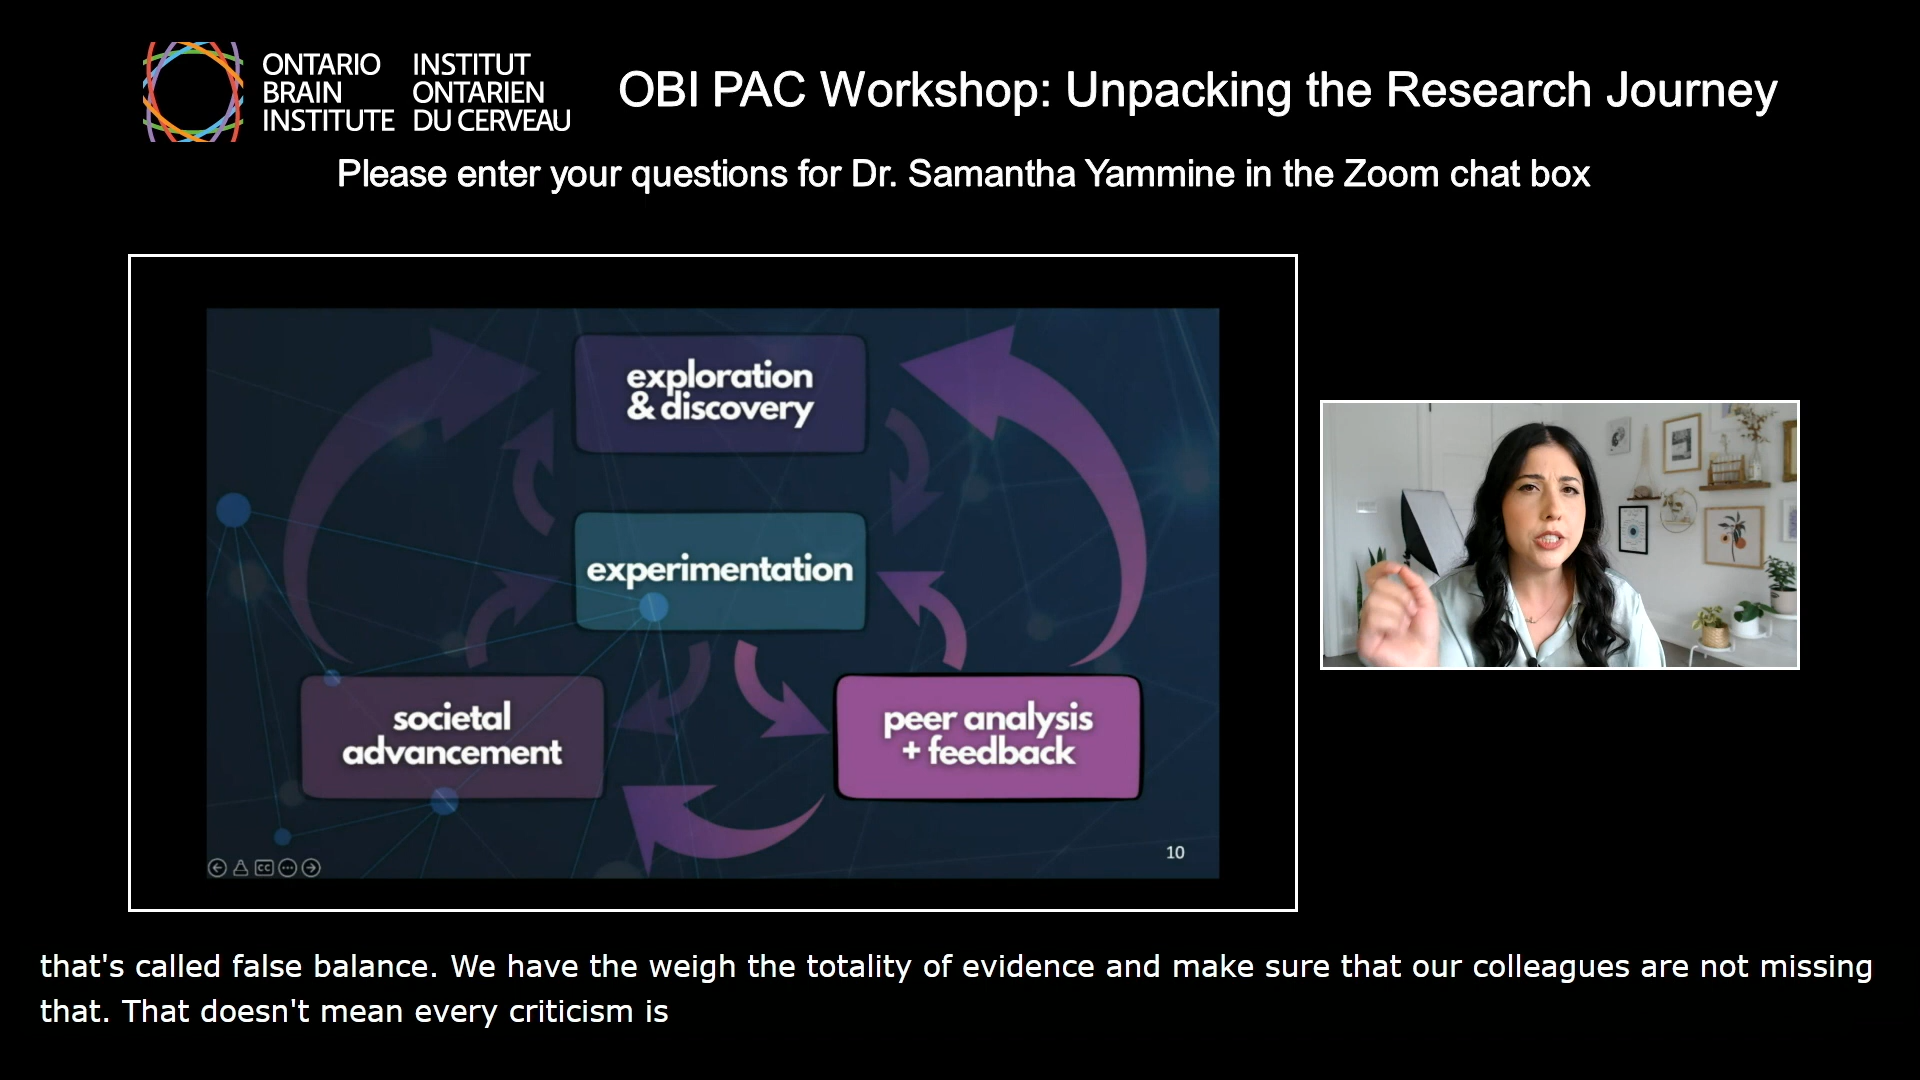 ONTARIO
BRAIN
INSTITUTE
INSTITUT
ONTARIEN
DU CERVEAU
OBI PAC Workshop: Unpacking the Research Journey
Please enter your questions for Dr. Samantha Yammine in the Zoom chat box
exploration
& discovery
experimentation
societal
advancement
peer analysis
+ feedback
10
CC
that's called false balance. We have the weigh the totality of evidence and make sure that our colleagues are not missing
that. That doesn't mean every criticism is